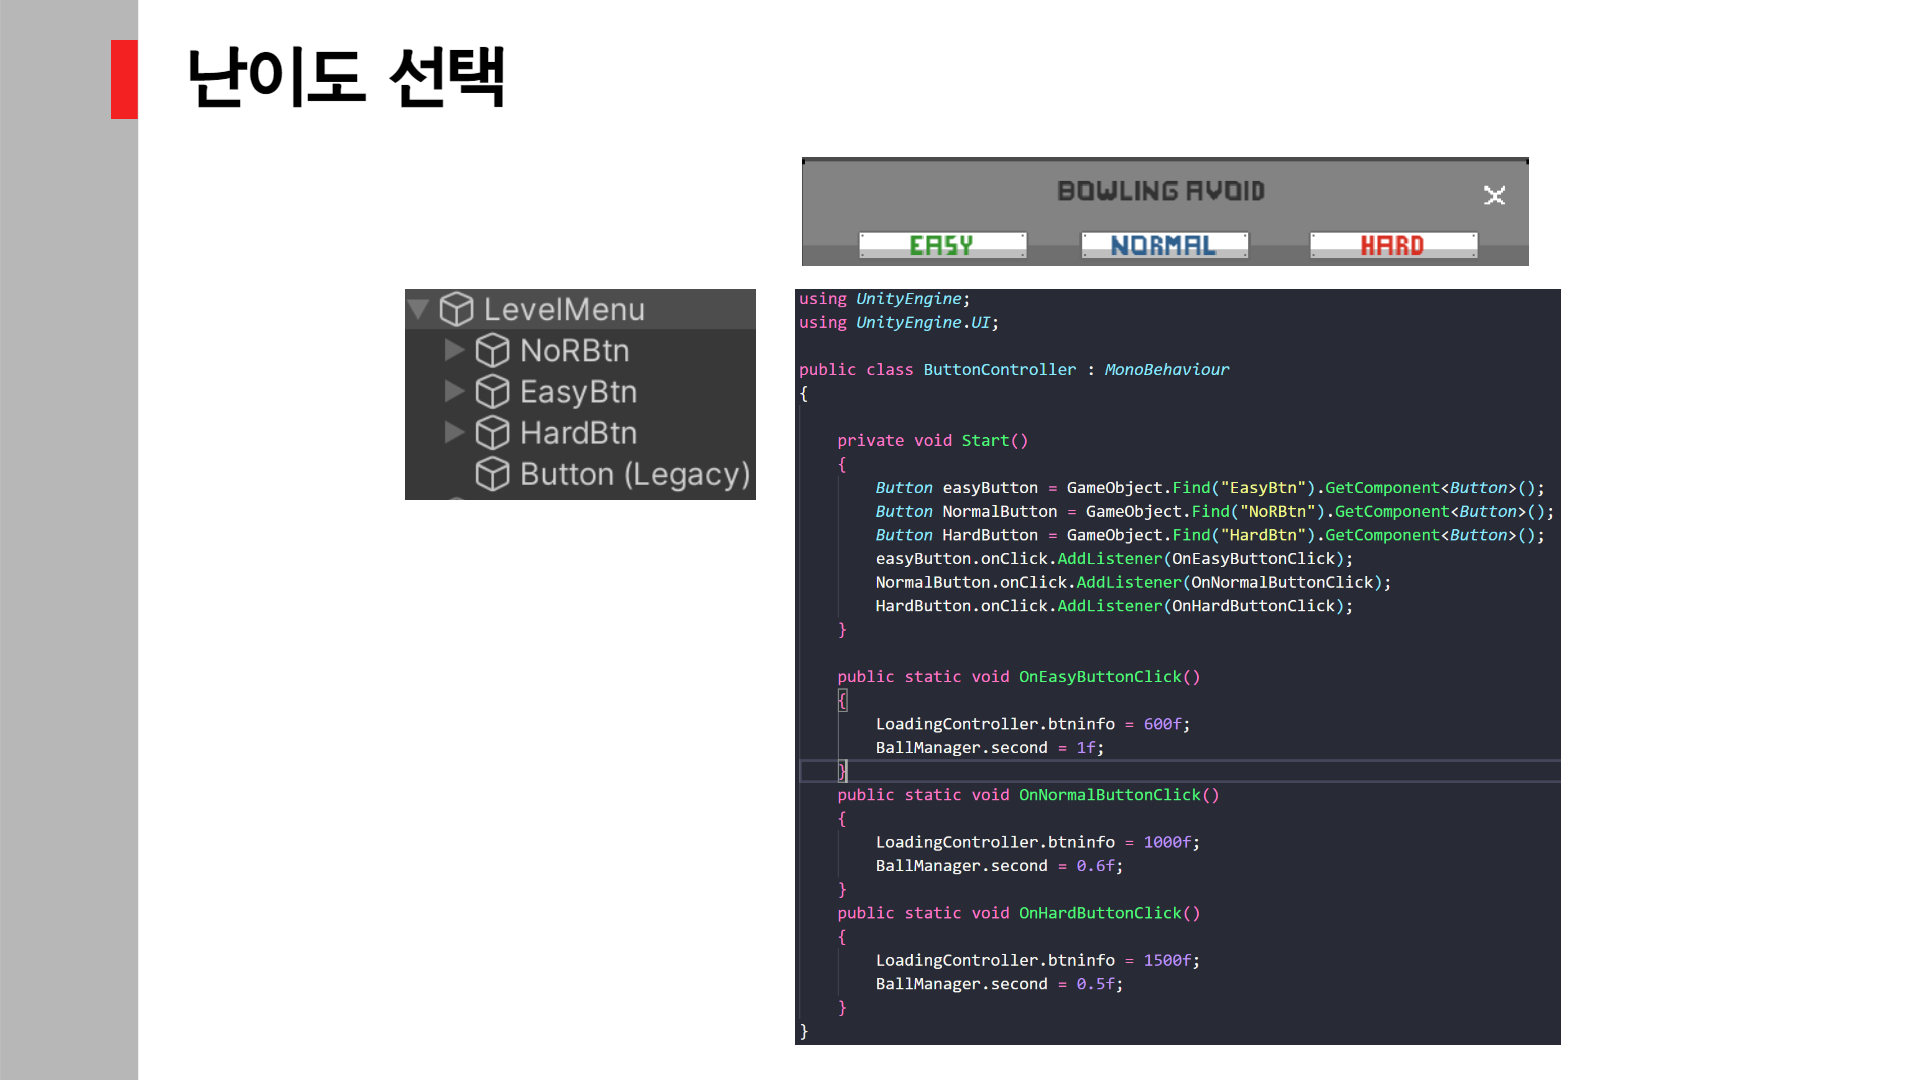 난이도 선택
BOWLING AVOID
EASY NORMAL HARD
LevelMenu
NoRBtn
EasyBtn
HardBtn
Button (Legacy)
using UnityEngine;
using UnityEngine.UI;
public class ButtonController : MonoBehaviour
{
private void Start()
{
Button easyButton = GameObject.Find("EasyBtn").GetComponent<Button>();
Button NormalButton = GameObject.Find("NoRBtn").GetComponent<Button>();
Button HardButton = GameObject.Find("HardBtn").GetComponent<Button>();
easyButton.onClick.AddListener(OnEasyButtonClick);
NormalButton.onClick.AddListener(OnNormalButtonClick);
HardButton.onClick.AddListener(OnHardButtonClick);
}
public static void OnEasyButtonClick()
{
LoadingController.btninfo = 600f;
BallManager.second = 1f;
}
public static void OnNormalButtonClick()
{
LoadingController.btninfo = 1000f;
BallManager.second = 0.6f;
}
public static void OnHardButtonClick()
{
LoadingController.btninfo = 1500f;
BallManager.second = 0.5f;
}
}